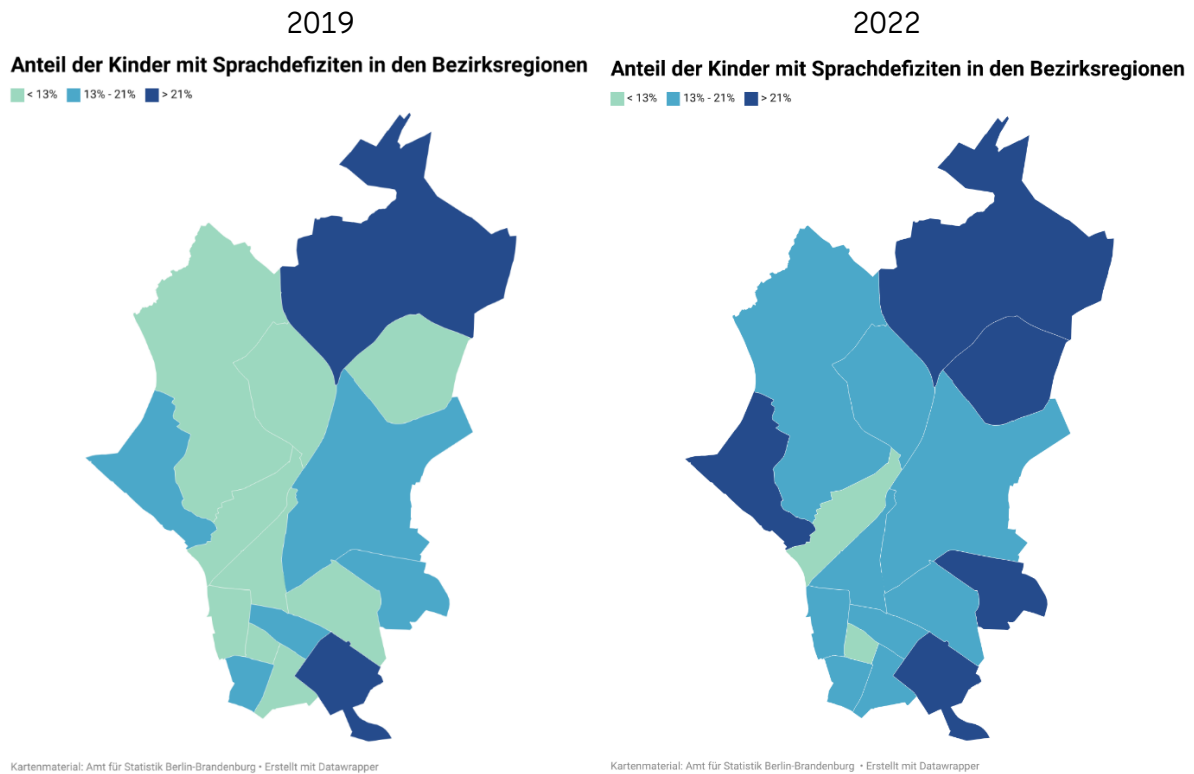 2019
Anteil der Kinder mit Sprachdefiziten in den Bezirksregionen
< 13% 13% - 21% > 21%
Kartenmaterial: Amt für Statistik Berlin-Brandenburg • Erstellt mit Datawrapper
2022
Anteil der Kinder mit Sprachdefiziten in den Bezirksregionen
< 13% 13% - 21% > 21%
Kartenmaterial: Amt für Statistik Berlin-Brandenburg • Erstellt mit Datawrapper